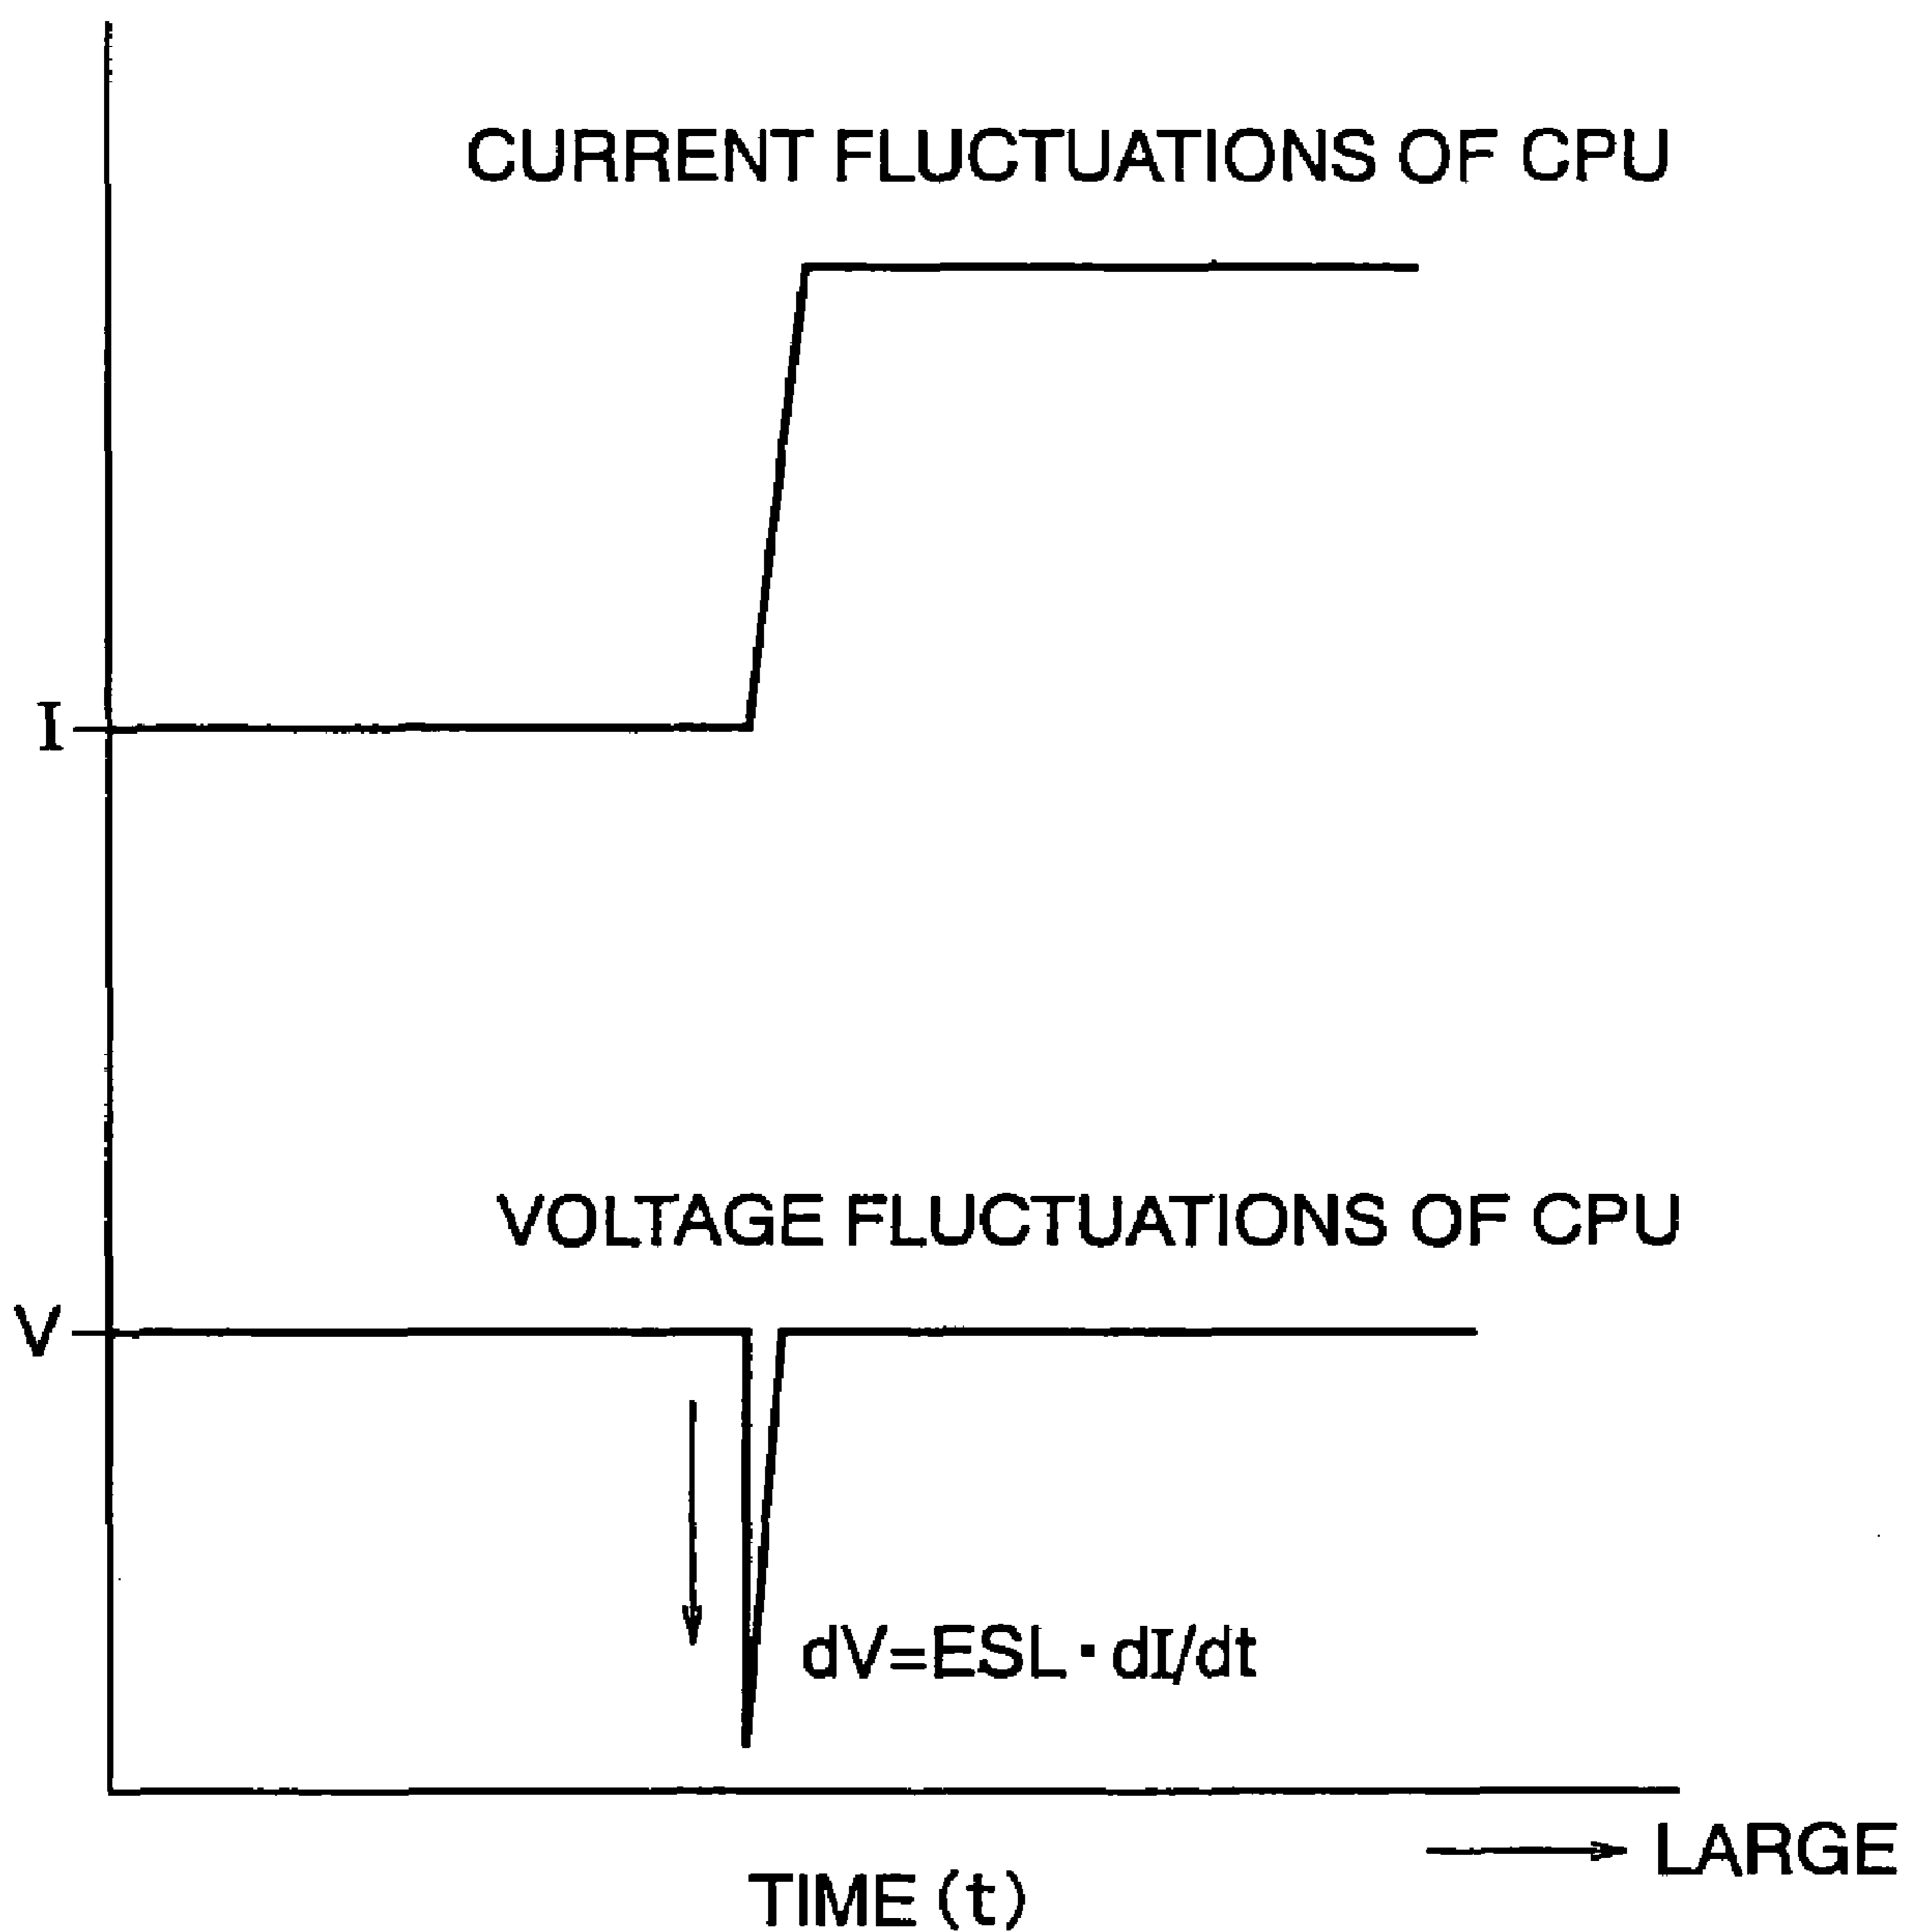 CURRENT FLUCTUATIONS OF CPU
I
VOLTAGE FLUCTUATIONS OF CPU
V
dV=ESL・dI/dt
LARGE
TIME (t)